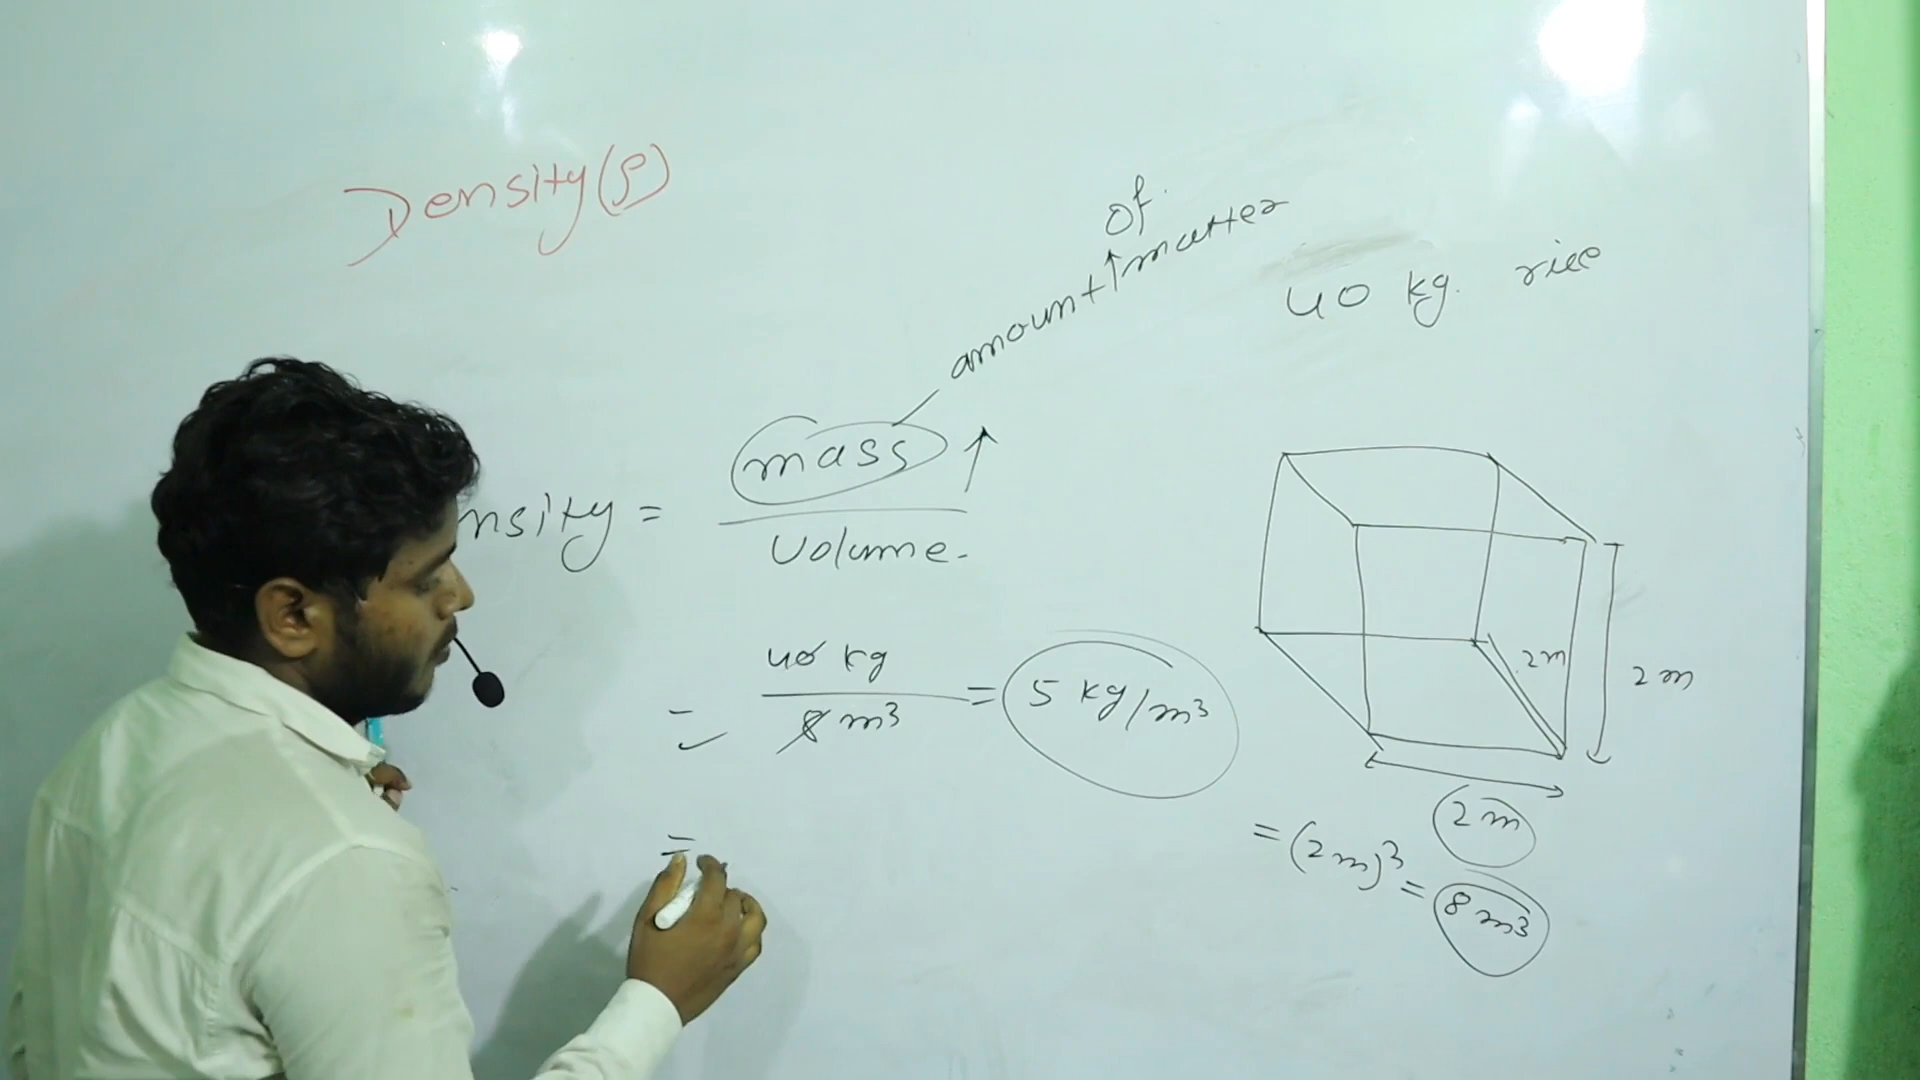 Density (ρ)
amount of matter
40 kg. rice
nsity = mass ↑ / volume.
= 40 kg / 8 m³ = 5 kg/m³
=
2m
2m
2m
= (2m)³ = 8m³